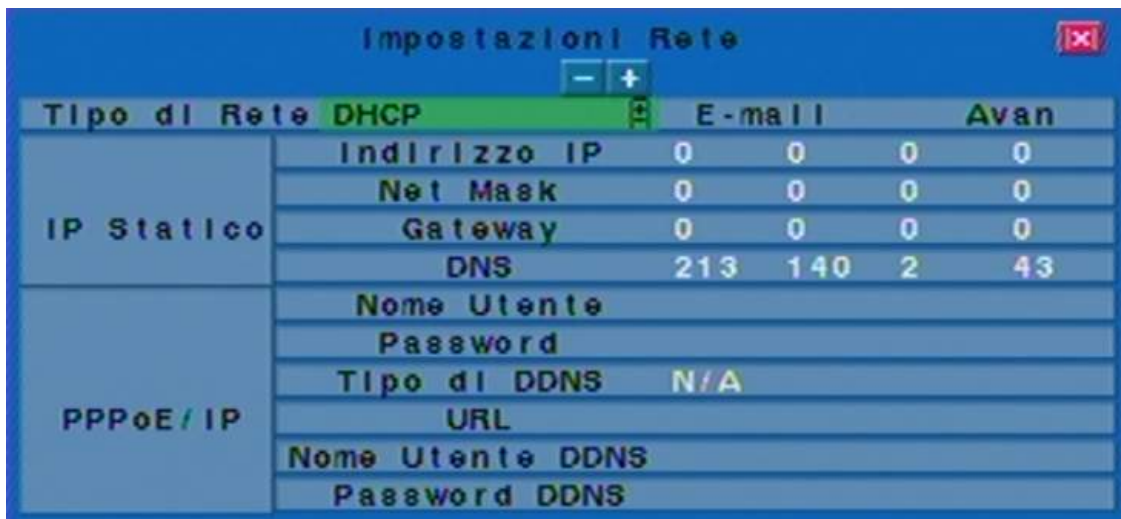 Impostazioni Rete
- +
Tipo di Rete DHCP E-mail Avan
Indirizzo IP 0 0 0 0
Net Mask 0 0 0 0
IP Statico Gateway 0 0 0 0
DNS 213 140 2 43
Nome Utente
Password
Tipo di DDNS N/A
PPPoE/IP URL
Nome Utente DDNS
Password DDNS